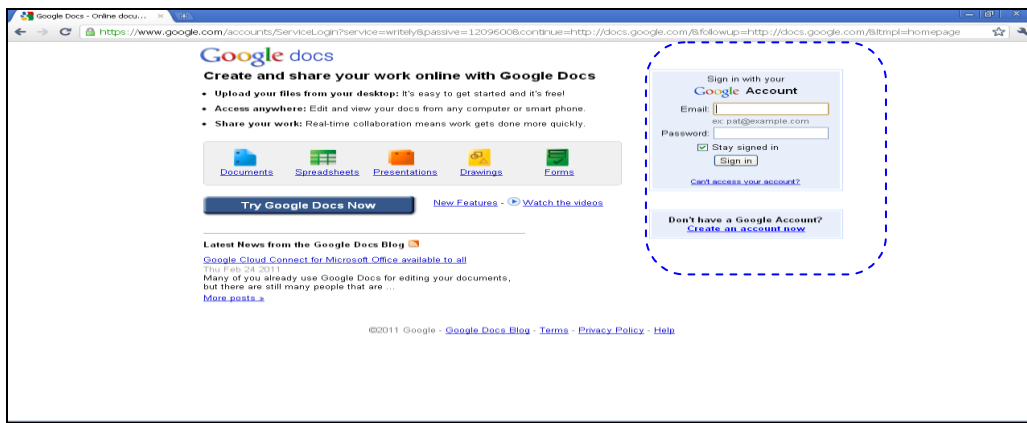 Google Docs - Online docu...
https://www.google.com/accounts/ServiceLogin?service=writely&passive=1209600&continue=http://docs.google.com/&followup=http://docs.google.com/&ltmpl=homepage
Google docs
Create and share your work online with Google Docs
• Upload your files from your desktop: It's easy to get started and it's free!
• Access anywhere: Edit and view your docs from any computer or smart phone.
• Share your work: Real-time collaboration means work gets done more quickly.
Documents Spreadsheets Presentations Drawings Forms
Try Google Docs Now New Features - Watch the videos
Latest News from the Google Docs Blog
Google Cloud Connect for Microsoft Office available to all
Thu Feb 24 2011
Many of you already use Google Docs for editing your documents,
but there are still many people that are ...
More posts »
Sign in with your
Google Account
Email:
ex: pat@example.com
Password:
Stay signed in
Sign in
Can't access your account?
Don't have a Google Account?
Create an account now
©2011 Google - Google Docs Blog - Terms - Privacy Policy - Help